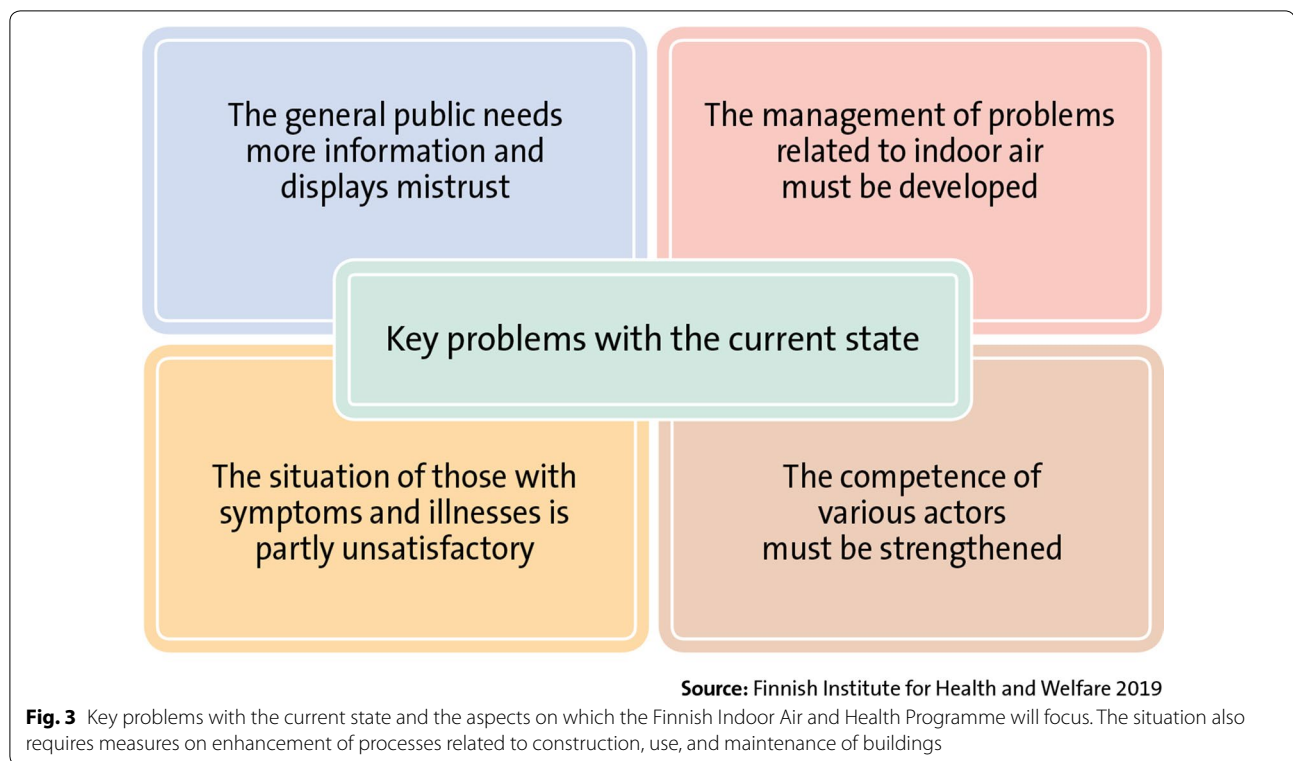 The general public needs
more information and
displays mistrust
The management of problems
related to indoor air
must be developed
Key problems with the current state
The situation of those with
symptoms and illnesses is
partly unsatisfactory
The competence of
various actors
must be strengthened
Source: Finnish Institute for Health and Welfare 2019
Fig. 3 Key problems with the current state and the aspects on which the Finnish Indoor Air and Health Programme will focus. The situation also
requires measures on enhancement of processes related to construction, use, and maintenance of buildings